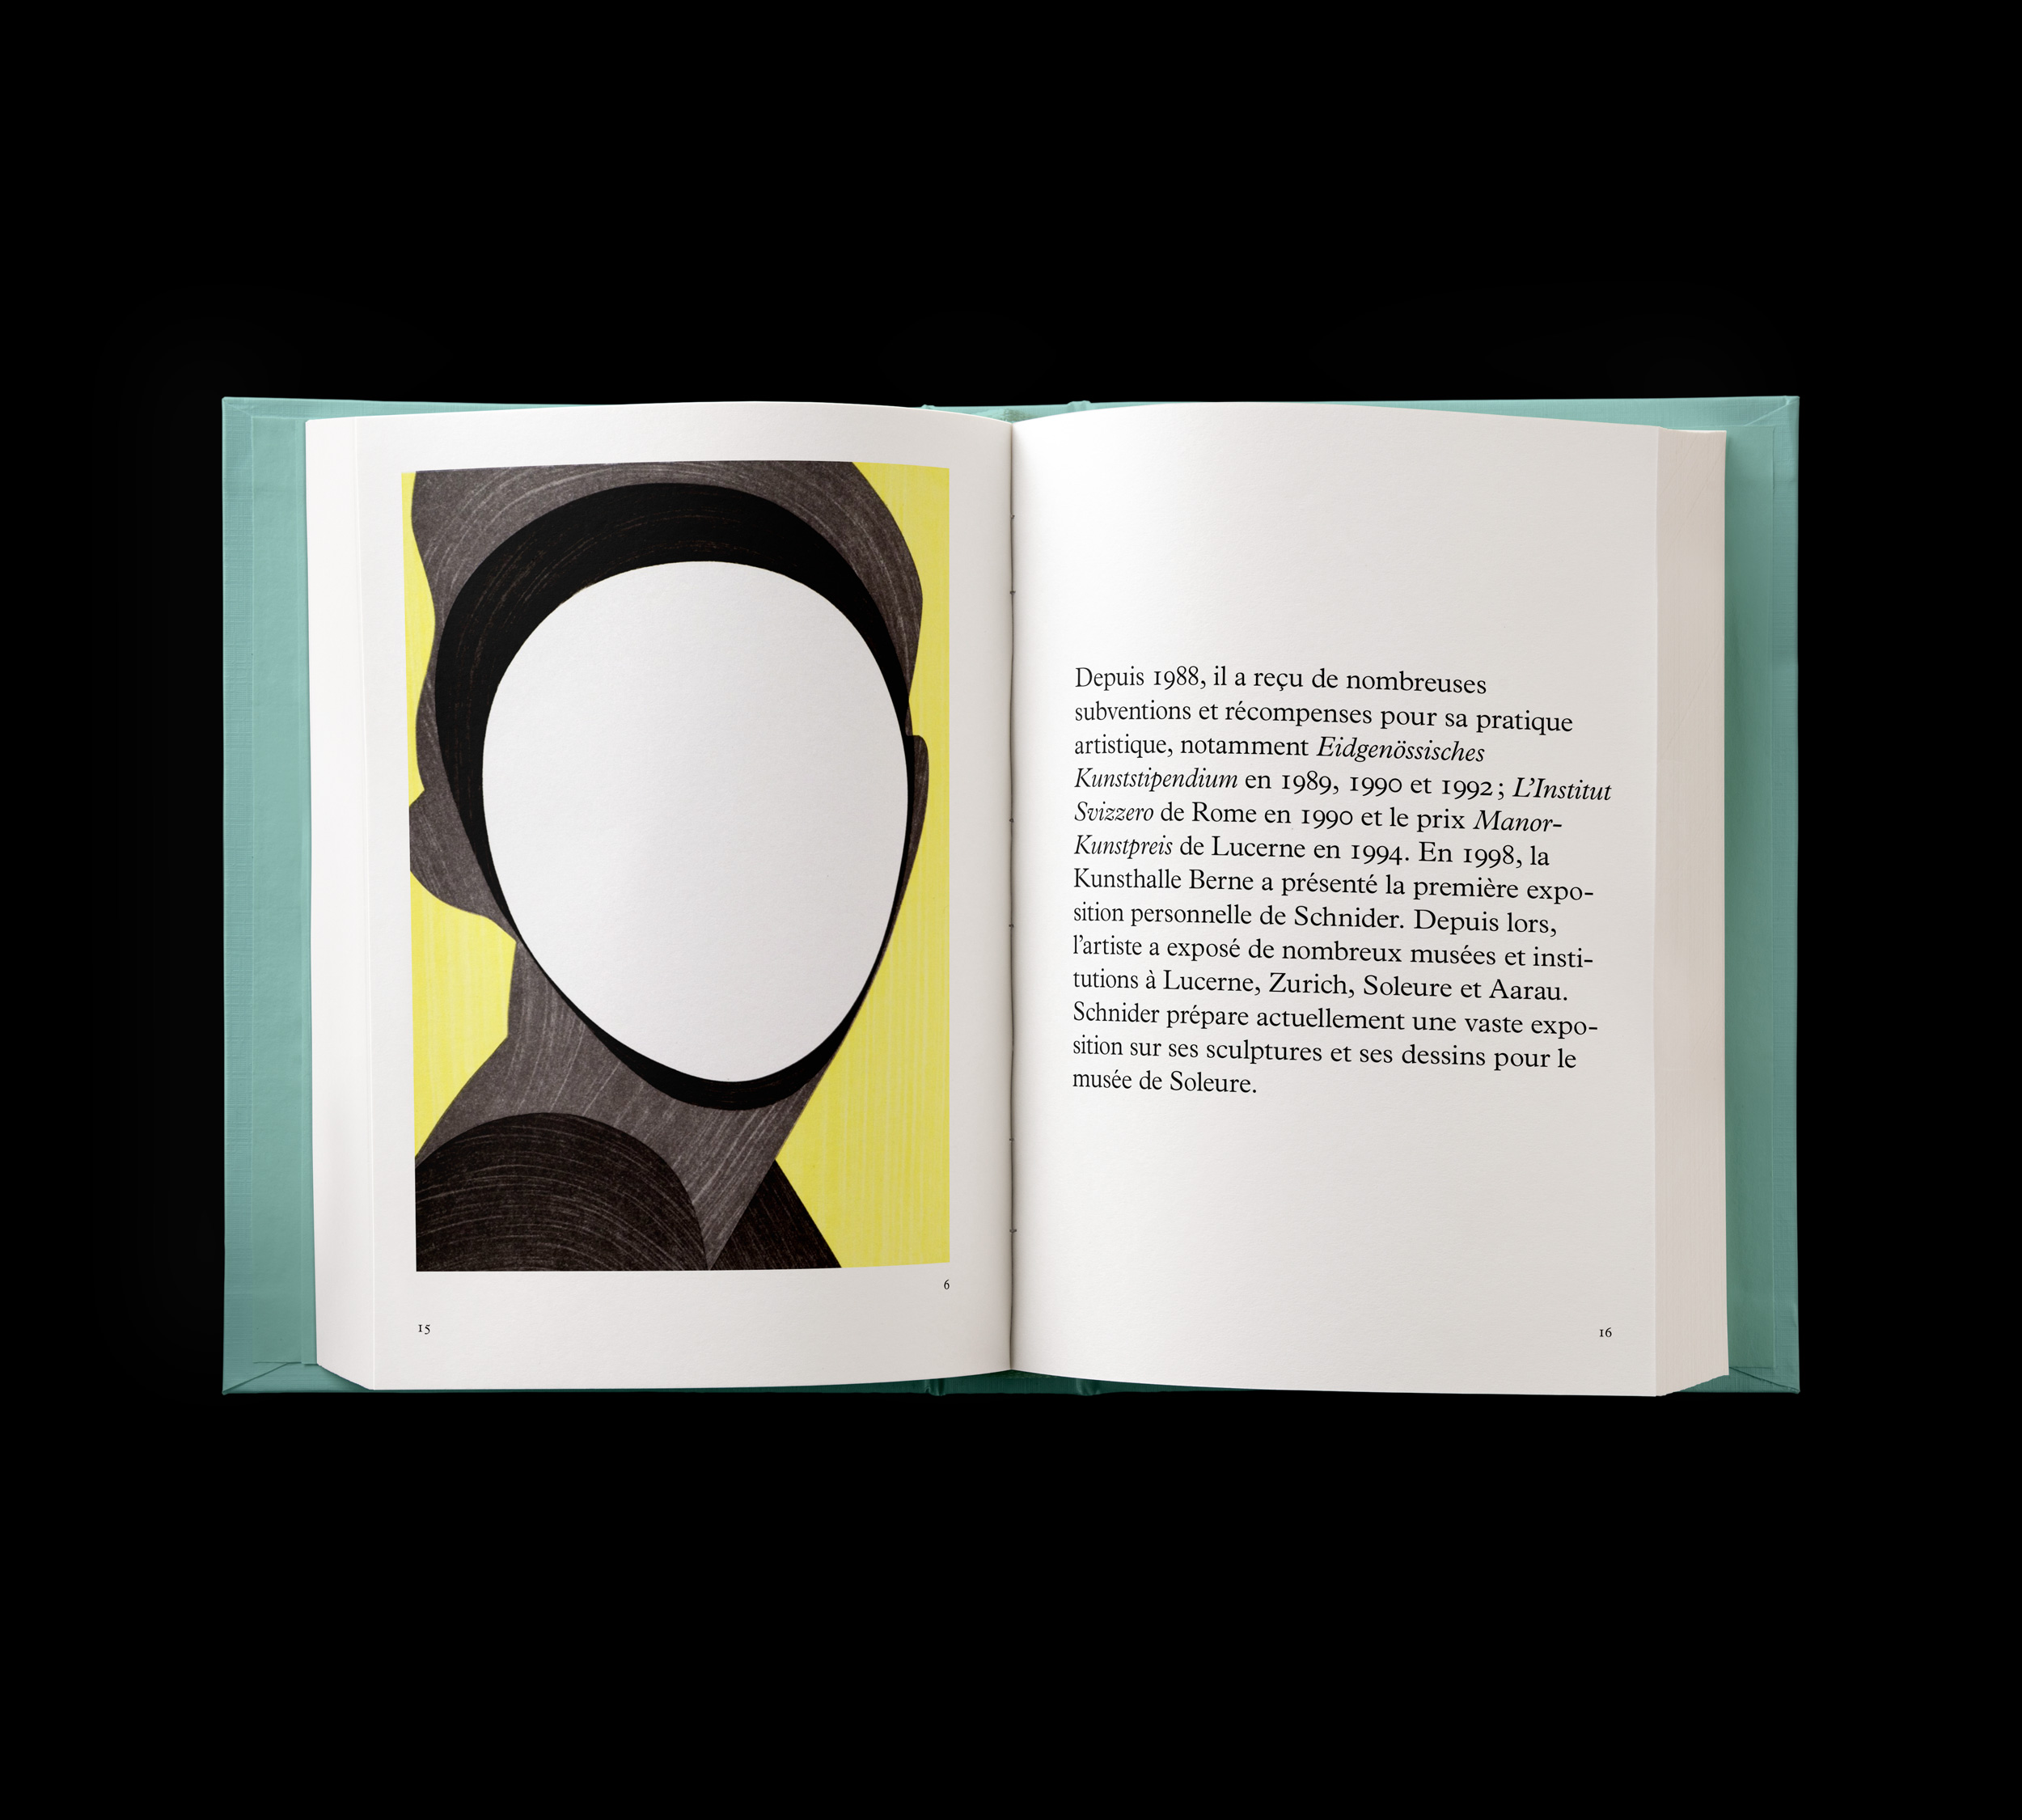 6
15
Depuis 1988, il a reçu de nombreuses
subventions et récompenses pour sa pratique
artistique, notamment Eidgenössisches
Kunststipendium en 1989, 1990 et 1992 ; L’Institut
Svizzero de Rome en 1990 et le prix Manor-
Kunstpreis de Lucerne en 1994. En 1998, la
Kunsthalle Berne a présenté la première expo-
sition personnelle de Schnider. Depuis lors,
l’artiste a exposé de nombreux musées et insti-
tutions à Lucerne, Zurich, Soleure et Aarau.
Schnider prépare actuellement une vaste expo-
sition sur ses sculptures et ses dessins pour le
musée de Soleure.
16